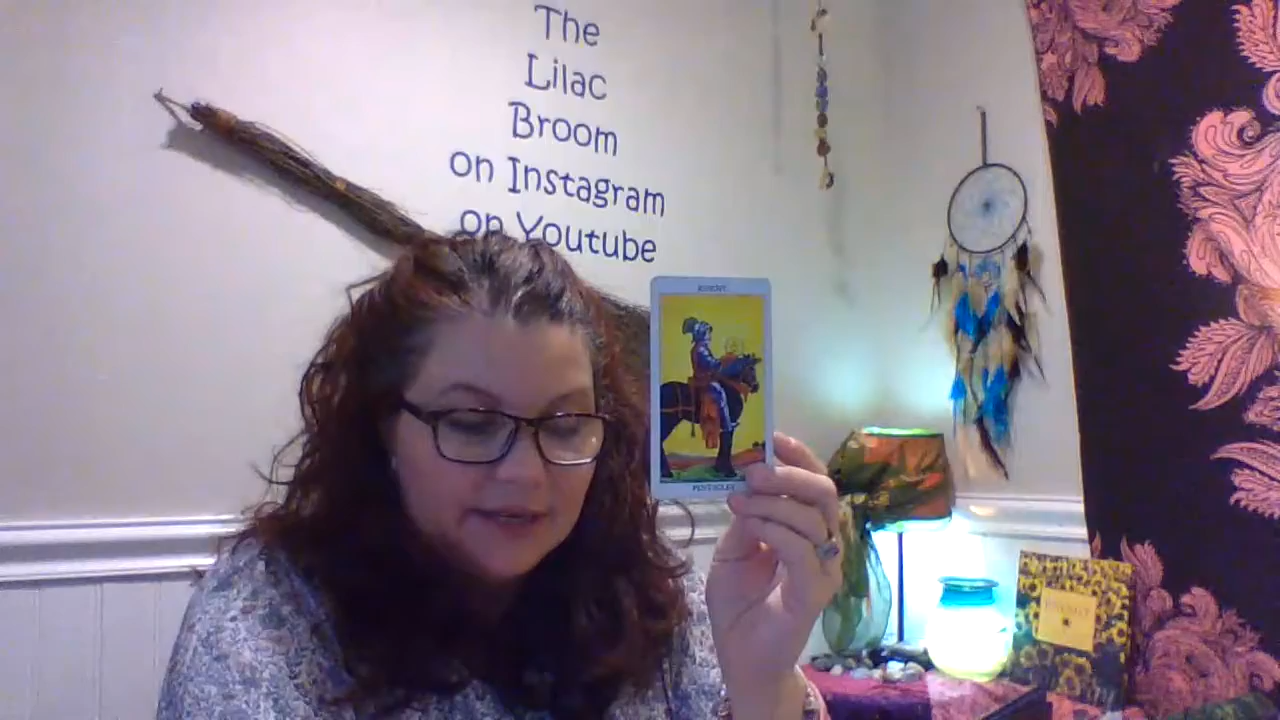 The
Lilac
Broom
on Instagram
on Youtube
KNIGHT
PENTACLES